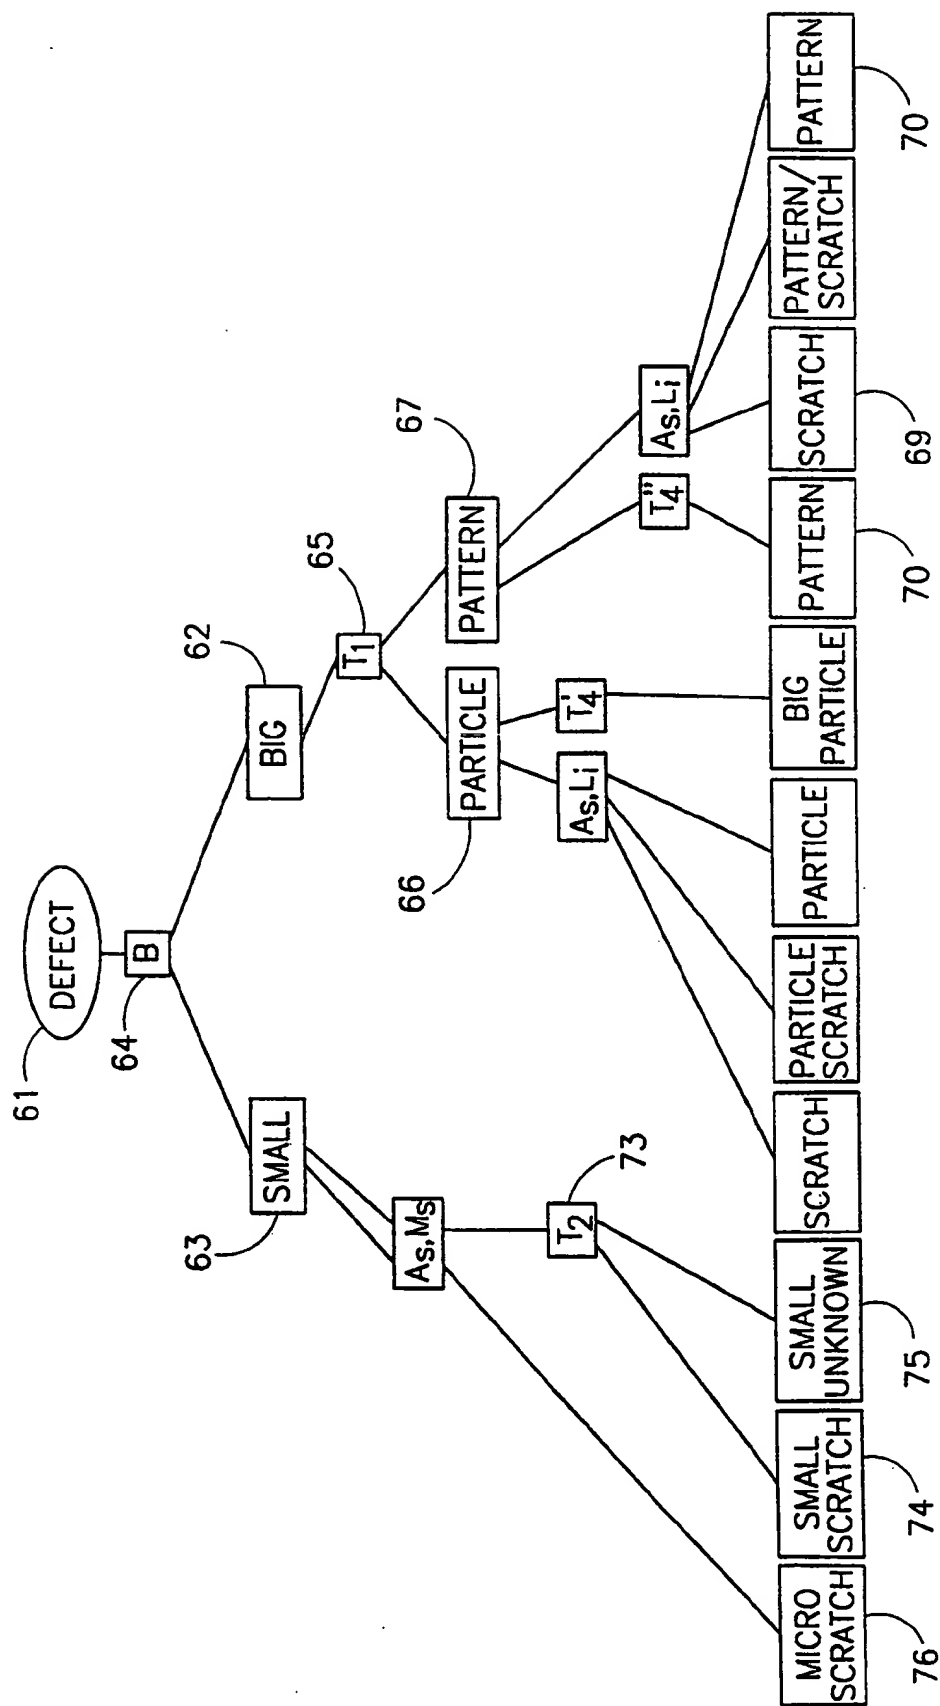 61
DEFECT
64
B
63
SMALL
BIG
62
T1
65
As, Ms
T2
73
66
PARTICLE
PATTERN
67
As, Li
T'4
T"4
As, Li
MICRO
SCRATCH
76
SMALL
SCRATCH
74
SMALL
UNKNOWN
75
SCRATCH
PARTICLE
SCRATCH
PARTICLE
BIG
PARTICLE
PATTERN
70
SCRATCH
69
PATTERN/
SCRATCH
PATTERN
70